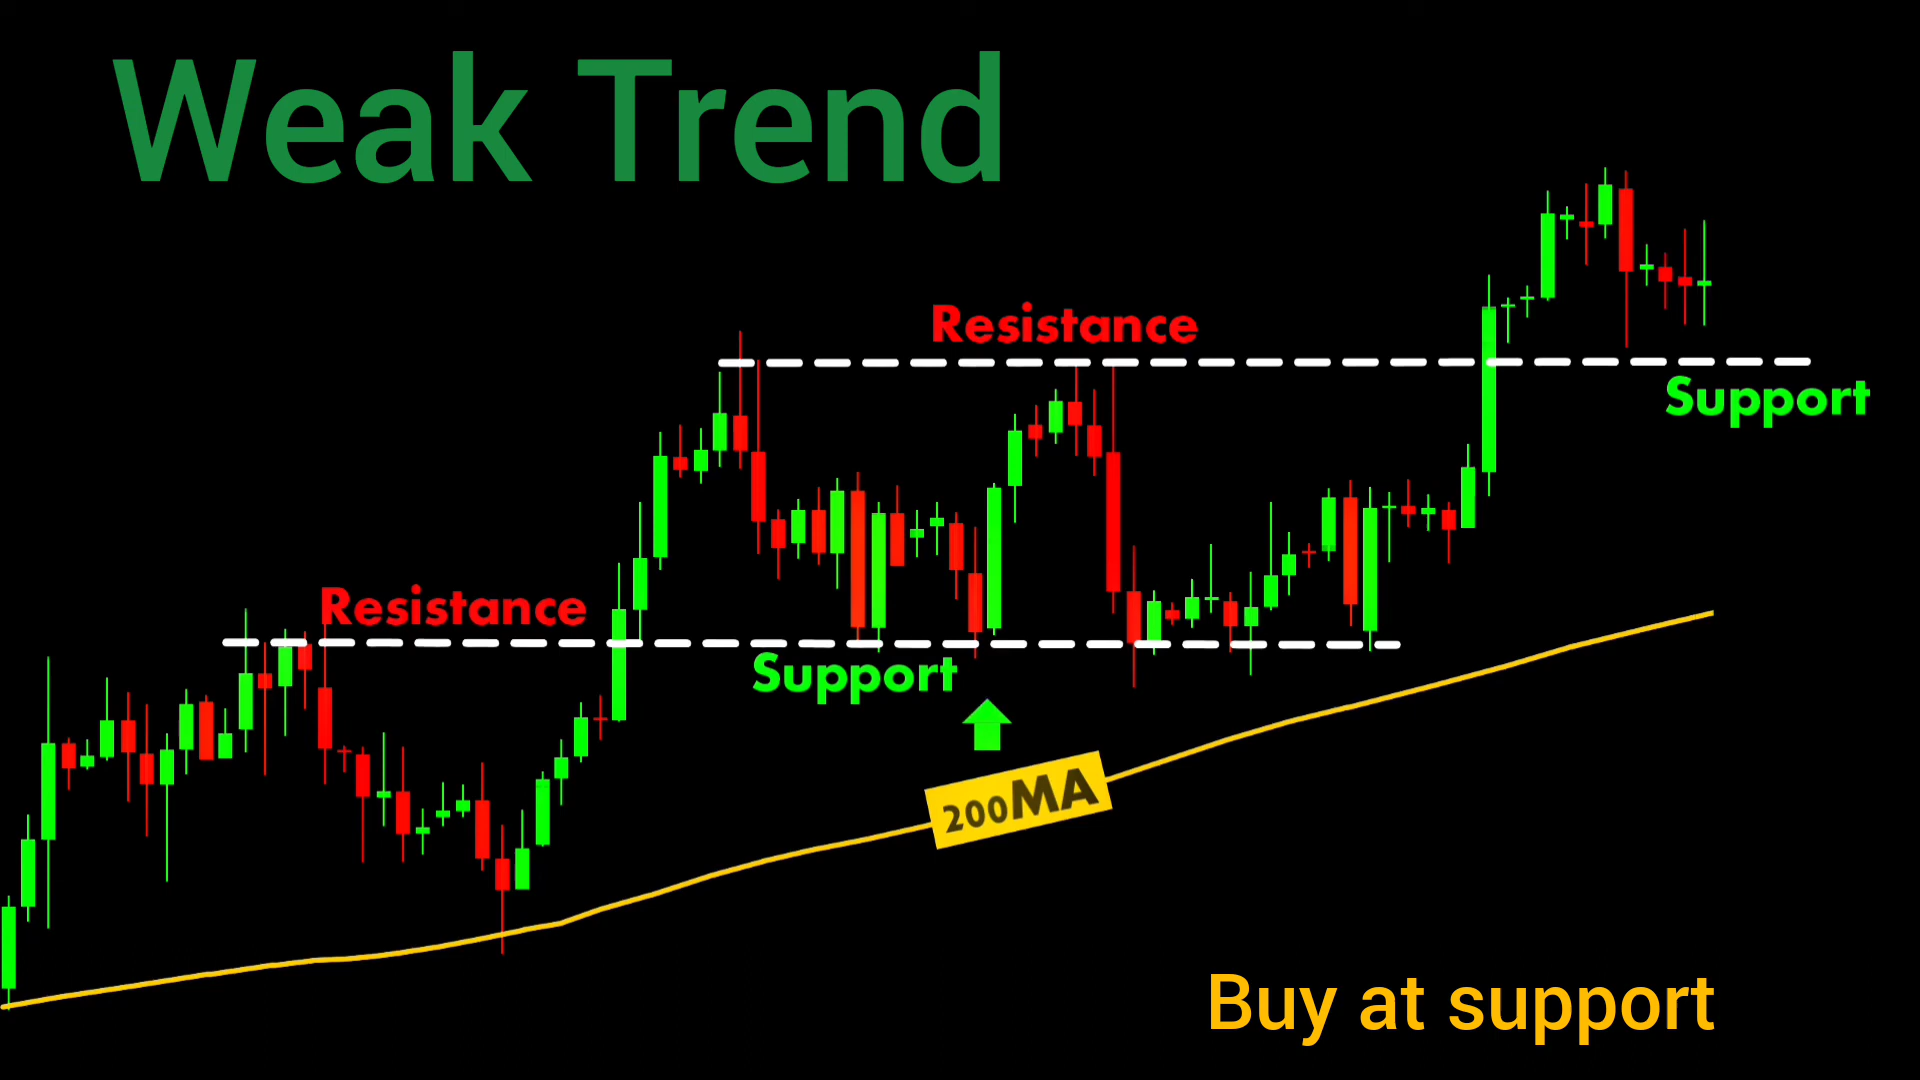 Weak Trend
Resistance
Support
Resistance
Support
200MA
Buy at support